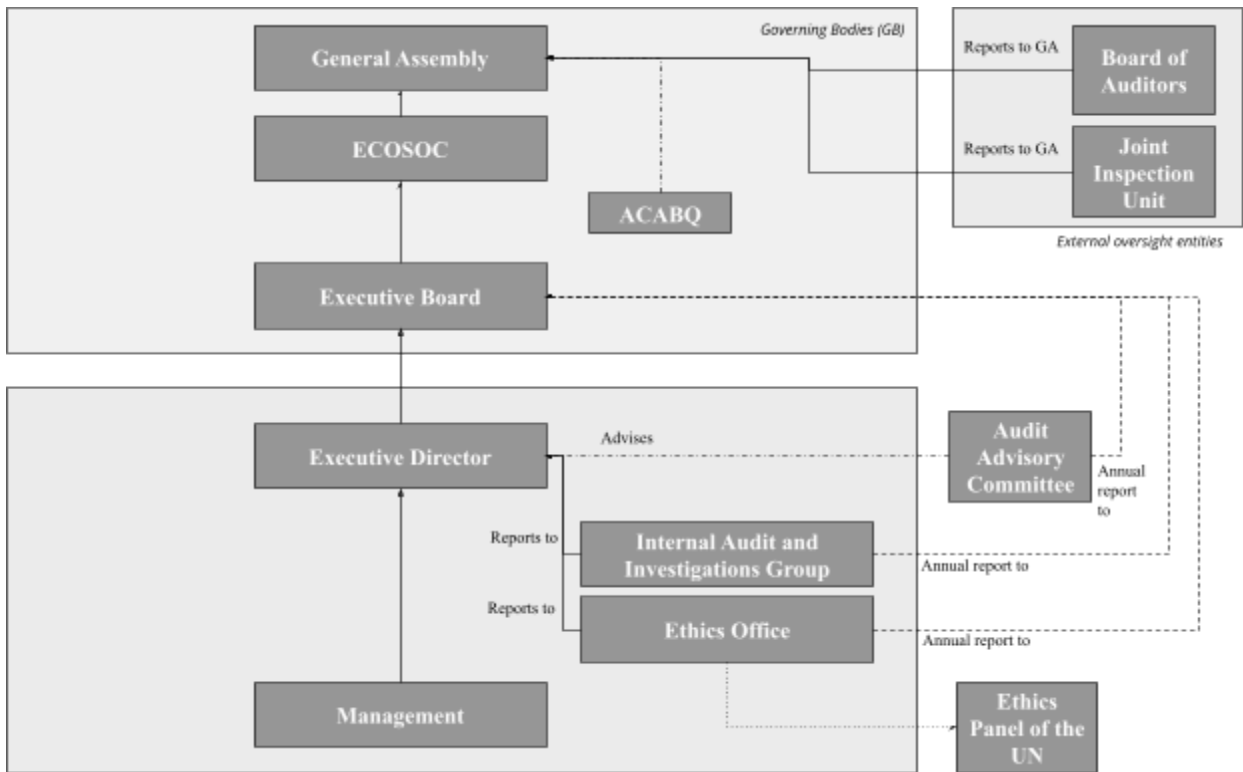 Governing Bodies (GB)
General Assembly
Reports to GA
Board of
Auditors
ECOSOC
Reports to GA
Joint
Inspection
Unit
ACABQ
External oversight entities
Executive Board
Executive Director
Advises
Audit
Advisory
Committee
Annual
report
to
Reports to
Internal Audit and
Investigations Group
Annual report to
Reports to
Ethics Office
Annual report to
Management
Ethics
Panel of the
UN